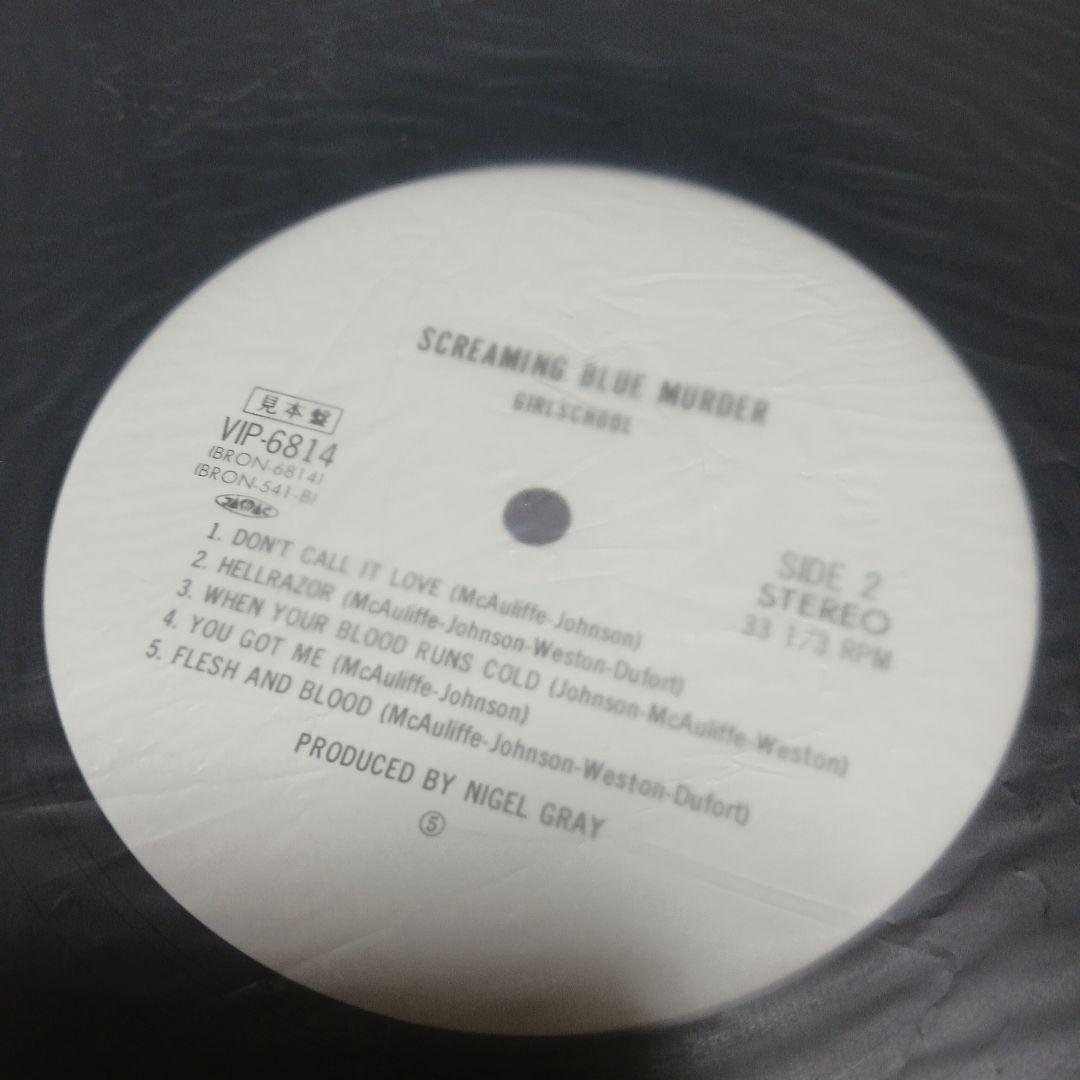 SCREAMING BLUE MURDER
GIRLSCHOOL
見本盤
VIP-6814
(BRON-6814)
(BRON-541-B)
JASRAC
SIDE 2
STEREO
33 1/3 RPM
1. DON'T CALL IT LOVE (McAuliffe-Johnson)
2. HELLRAZOR (McAuliffe-Johnson-Weston-Dufort)
3. WHEN YOUR BLOOD RUNS COLD (Johnson-McAuliffe-Weston)
4. YOU GOT ME (McAuliffe-Johnson)
5. FLESH AND BLOOD (McAuliffe-Johnson-Weston-Dufort)
PRODUCED BY NIGEL GRAY
⑤